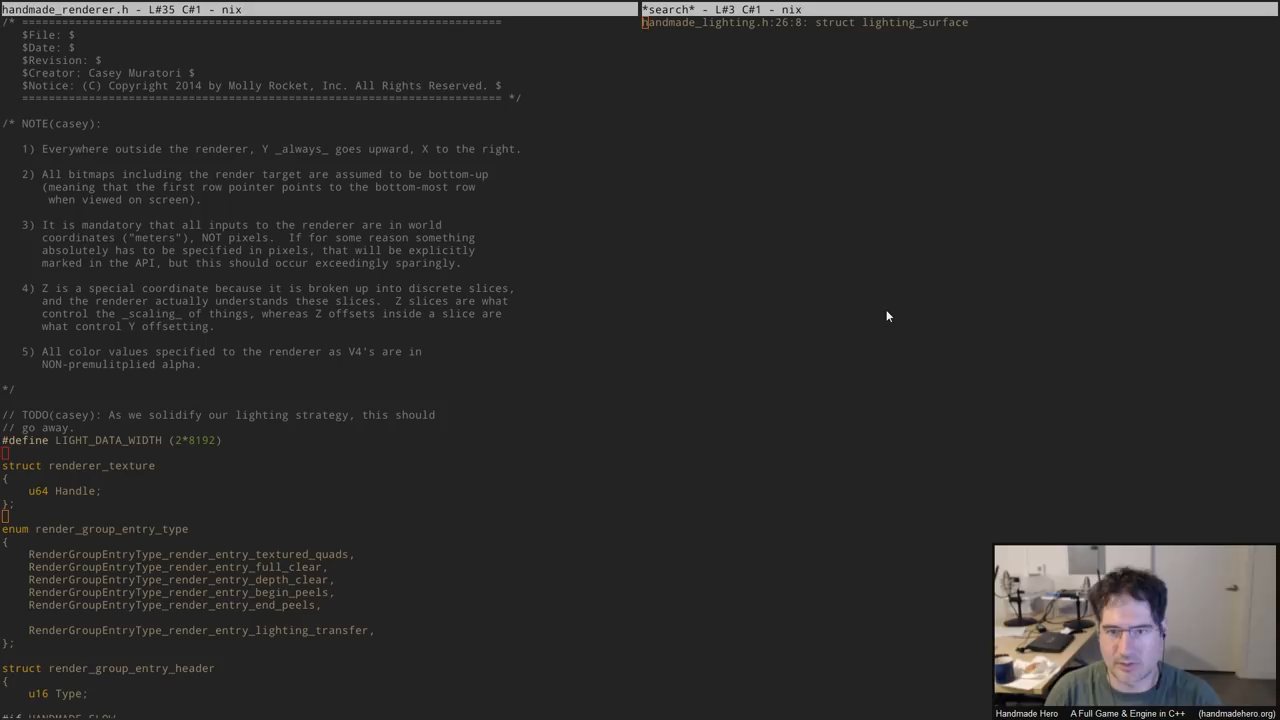 handmade_renderer.h - L#35 C#1 - nix
/* ========================================================================
$File: $
$Date: $
$Revision: $
$Creator: Casey Muratori $
$Notice: (C) Copyright 2014 by Molly Rocket, Inc. All Rights Reserved. $
======================================================================== */
/* NOTE(casey):
1) Everywhere outside the renderer, Y _always_ goes upward, X to the right.
2) All bitmaps including the render target are assumed to be bottom-up
(meaning that the first row pointer points to the bottom-most row
when viewed on screen).
3) It is mandatory that all inputs to the renderer are in world
coordinates ("meters"), NOT pixels.  If for some reason something
absolutely has to be specified in pixels, that will be explicitly
marked in the API, but this should occur exceedingly sparingly.
4) Z is a special coordinate because it is broken up into discrete slices,
and the renderer actually understands these slices.  Z slices are what
control the _scaling_ of things, whereas Z offsets inside a slice are
what control Y offsetting.
5) All color values specified to the renderer as V4's are in
NON-premulitplied alpha.
*/
// TODO(casey): As we solidify our lighting strategy, this should
// go away.
#define LIGHT_DATA_WIDTH (2*8192)
struct renderer_texture
{
u64 Handle;
};
enum render_group_entry_type
{
RenderGroupEntryType_render_entry_textured_quads,
RenderGroupEntryType_render_entry_full_clear,
RenderGroupEntryType_render_entry_depth_clear,
RenderGroupEntryType_render_entry_begin_peels,
RenderGroupEntryType_render_entry_end_peels,
RenderGroupEntryType_render_entry_lighting_transfer,
};
struct render_group_entry_header
{
u16 Type;
#if HANDMADE_SLOW
*search* - L#3 C#1 - nix
handmade_lighting.h:26:8: struct lighting_surface
Handmade Hero A Full Game & Engine in C++ (handmadehero.org)